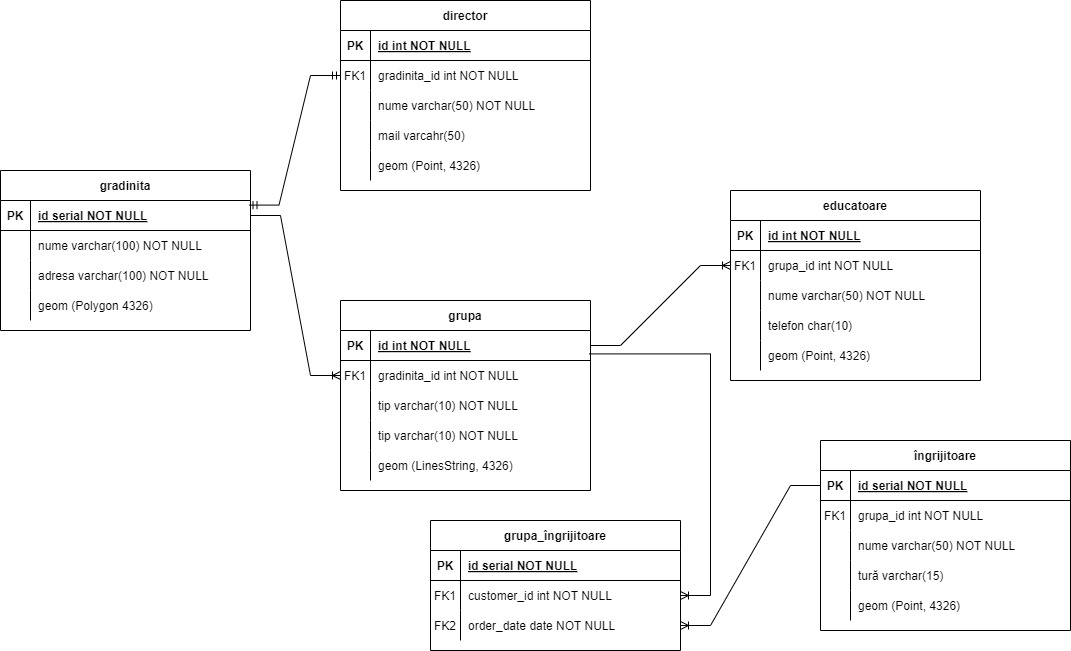 director
PK id int NOT NULL
FK1 gradinita_id int NOT NULL
nume varchar(50) NOT NULL
mail varcahr(50)
geom (Point, 4326)
gradinita
PK id serial NOT NULL
nume varchar(100) NOT NULL
adresa varchar(100) NOT NULL
geom (Polygon 4326)
grupa
PK id int NOT NULL
FK1 gradinita_id int NOT NULL
tip varchar(10) NOT NULL
tip varchar(10) NOT NULL
geom (LinesString, 4326)
educatoare
PK id int NOT NULL
FK1 grupa_id int NOT NULL
nume varchar(50) NOT NULL
telefon char(10)
geom (Point, 4326)
îngrijitoare
PK id serial NOT NULL
FK1 grupa_id int NOT NULL
nume varchar(50) NOT NULL
tură varchar(15)
geom (Point, 4326)
grupa_îngrijitoare
PK id serial NOT NULL
FK1 customer_id int NOT NULL
FK2 order_date date NOT NULL